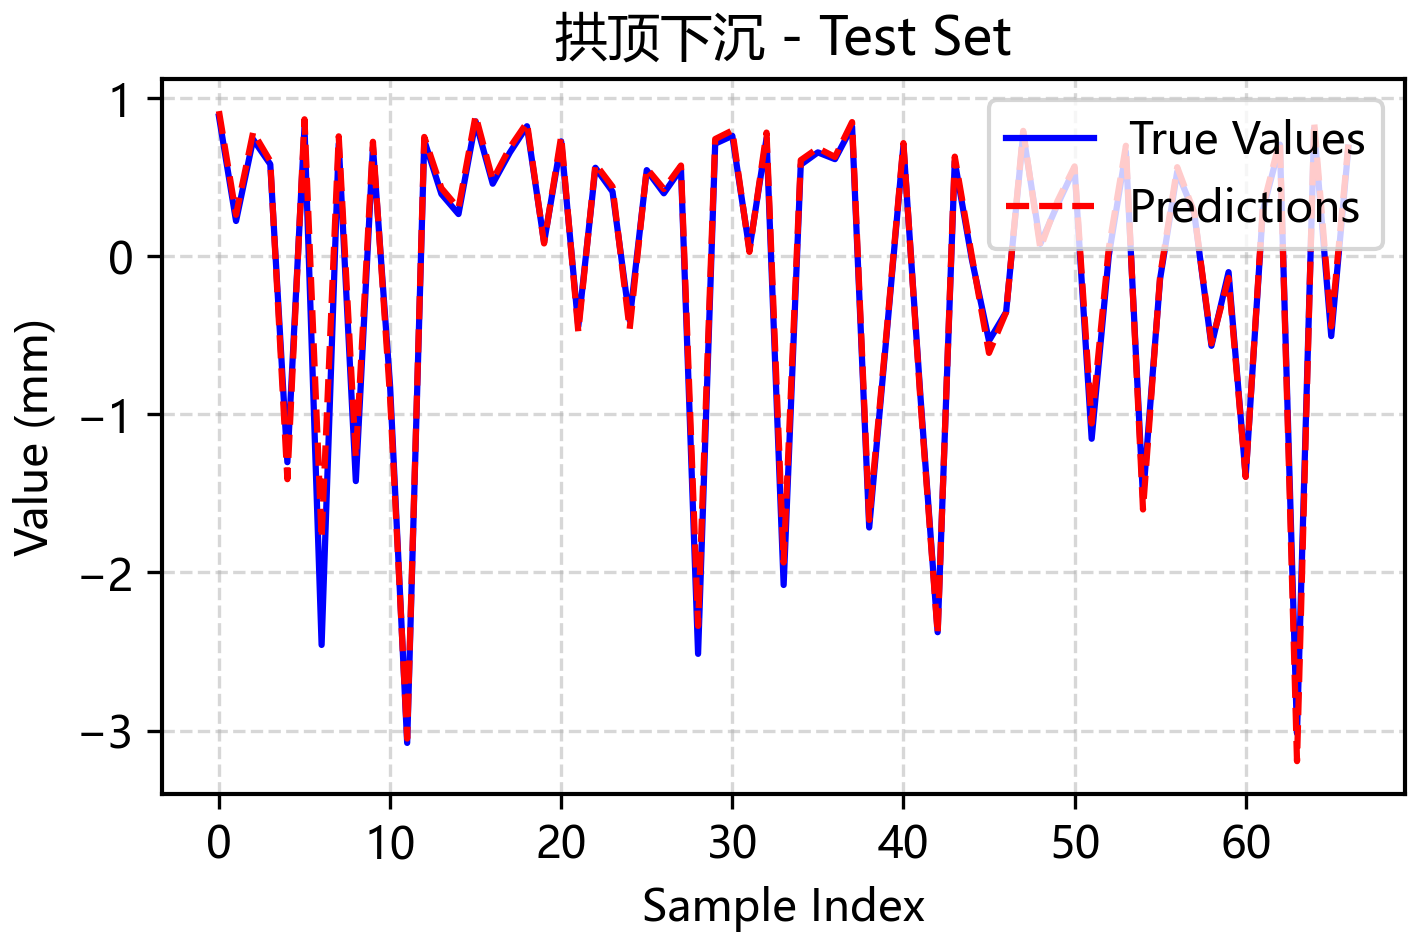 拱顶下沉 - Test Set
True Values
Predictions
Value (mm)
1
0
−1
−2
−3
0 10 20 30 40 50 60
Sample Index